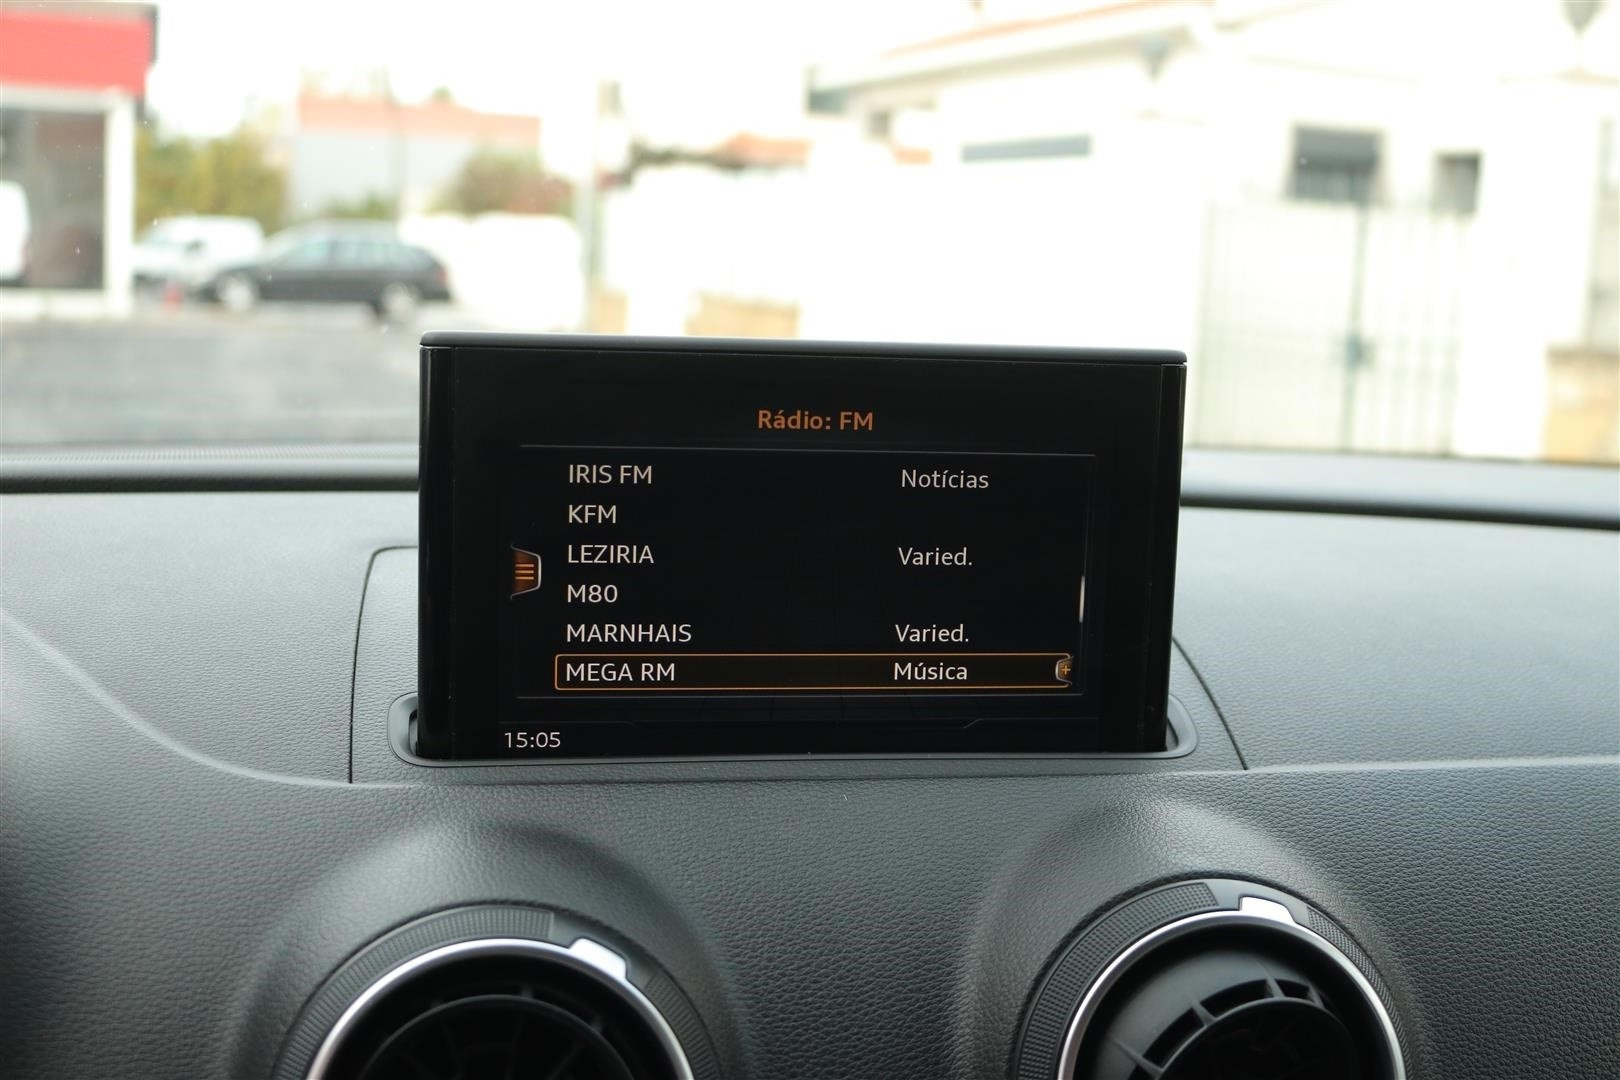 Rádio: FM
IRIS FM Notícias
KFM
LEZIRIA Varied.
M80
MARNHAIS Varied.
MEGA RM Música
15:05